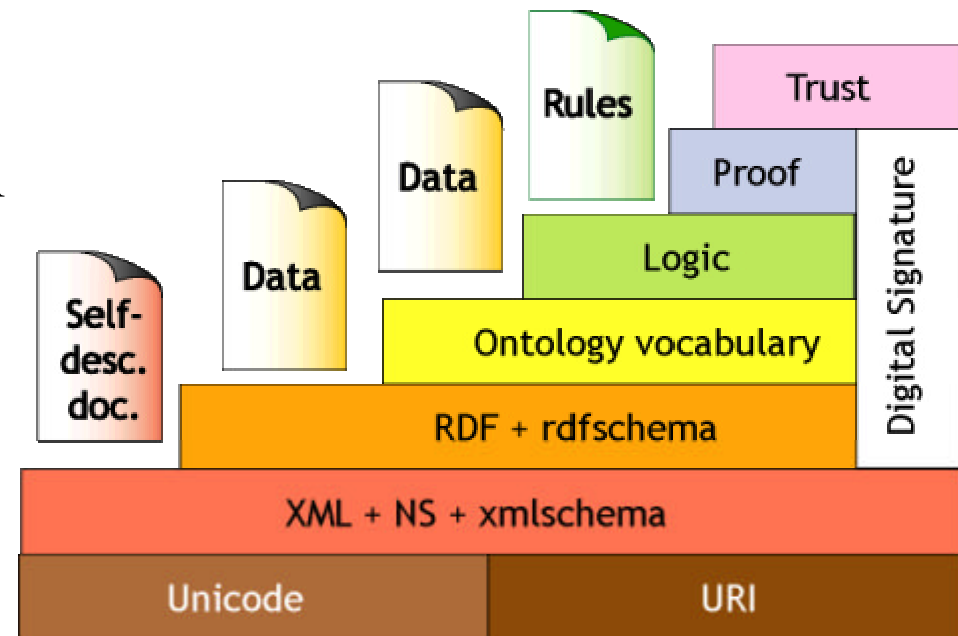 Rules
Trust
Data
Proof
Data
Logic
Self-
desc.
doc.
Ontology vocabulary
Digital Signature
RDF + rdfschema
XML + NS + xmlschema
Unicode
URI